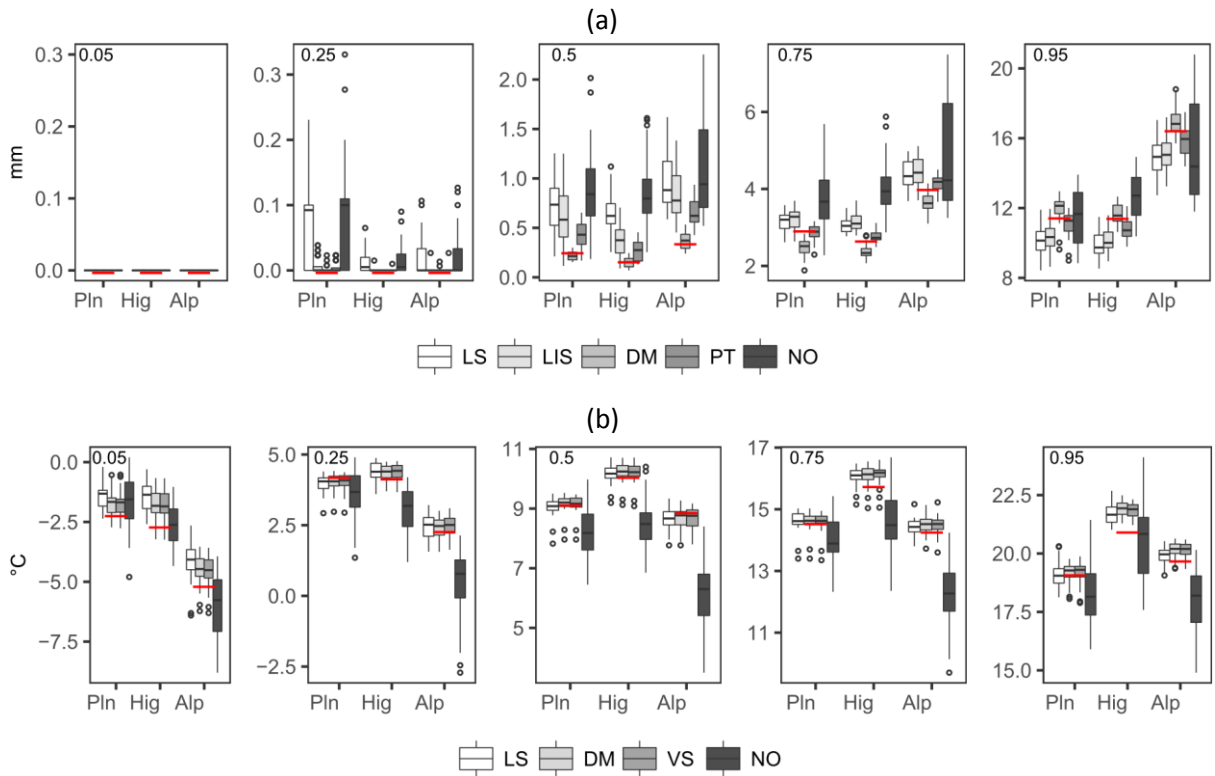 (a)
mm
0.05 0.25 0.5 0.75 0.95
0.3 0.2 0.1 0.0
0.3 0.2 0.1 0.0
2.0 1.5 1.0 0.5 0.0
6 4 2
20 16 12 8
Pln Hig Alp Pln Hig Alp Pln Hig Alp Pln Hig Alp Pln Hig Alp
LS LIS DM PT NO
(b)
°C
0.05 0.25 0.5 0.75 0.95
0.0 −2.5 −5.0 −7.5
5.0 2.5 0.0 −2.5
11 9 7 5
17 15 13 11
22.5 20.0 17.5 15.0
Pln Hig Alp Pln Hig Alp Pln Hig Alp Pln Hig Alp Pln Hig Alp
LS DM VS NO